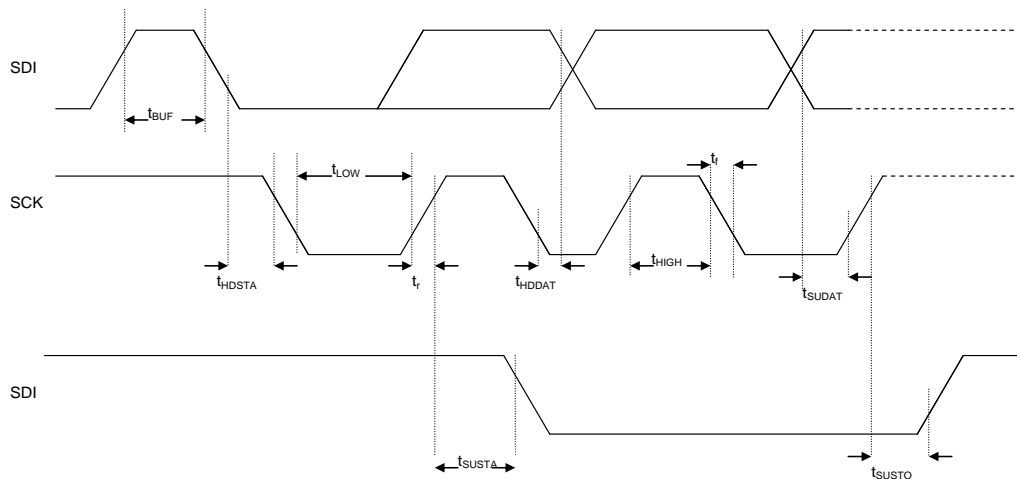 SDI
tBUF
SCK
tLOW
tf
tHDSTA
tr
tHDDAT
tHIGH
tSUDAT
SDI
tSUSTA
tSUSTO